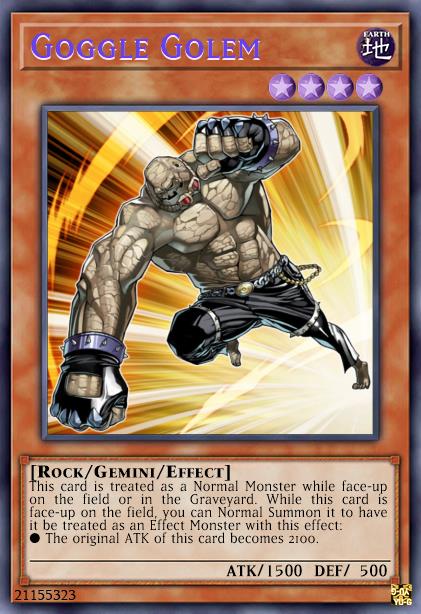 Goggle Golem
EARTH
地
[Rock/Gemini/Effect]
This card is treated as a Normal Monster while face-up
on the field or in the Graveyard. While this card is
face-up on the field, you can Normal Summon it to have
it be treated as an Effect Monster with this effect:
● The original ATK of this card becomes 2100.
ATK/1500 DEF/ 500
21155323